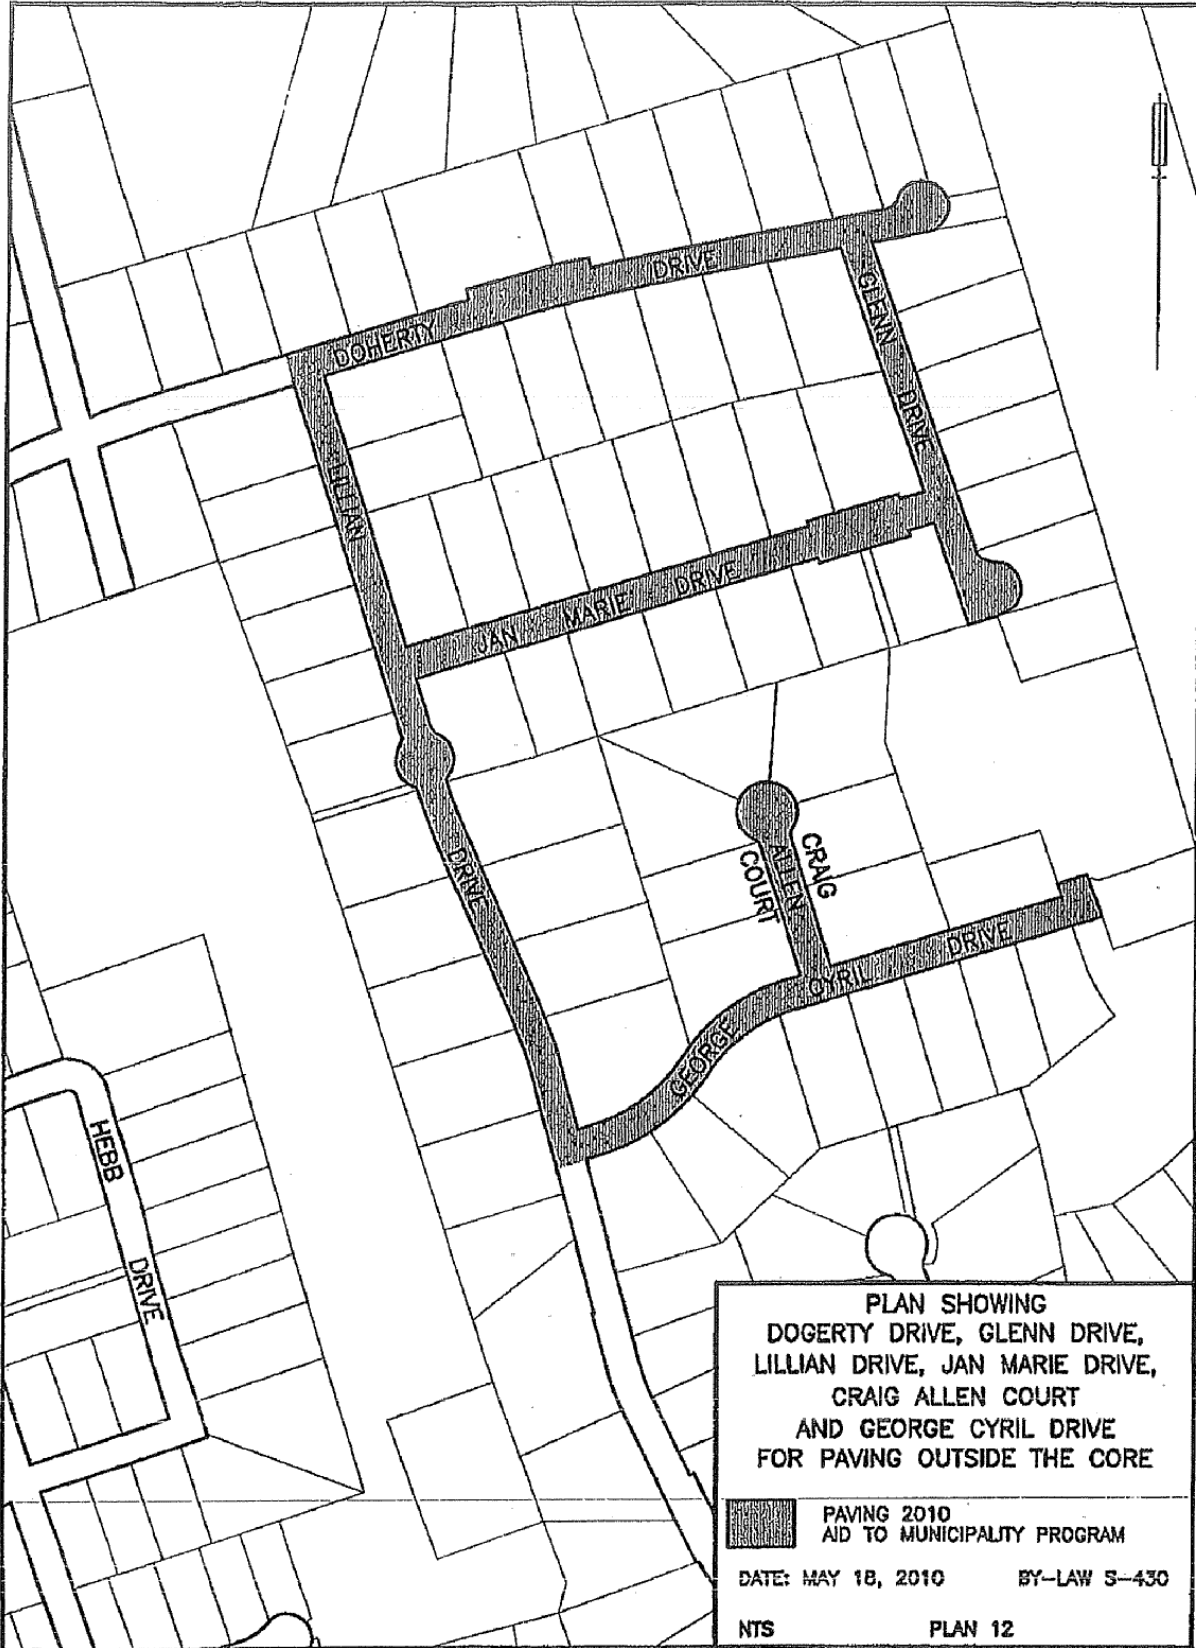 DOHERTY DRIVE
GLENN DRIVE
LILLIAN DRIVE
JAN MARIE DRIVE
CRAIG
ALLEN
COURT
GEORGE CYRIL DRIVE
HEBB DRIVE
PLAN SHOWING
DOGERTY DRIVE, GLENN DRIVE,
LILLIAN DRIVE, JAN MARIE DRIVE,
CRAIG ALLEN COURT
AND GEORGE CYRIL DRIVE
FOR PAVING OUTSIDE THE CORE
PAVING 2010
AID TO MUNICIPALITY PROGRAM
DATE: MAY 18, 2010 BY-LAW S-430
NTS PLAN 12